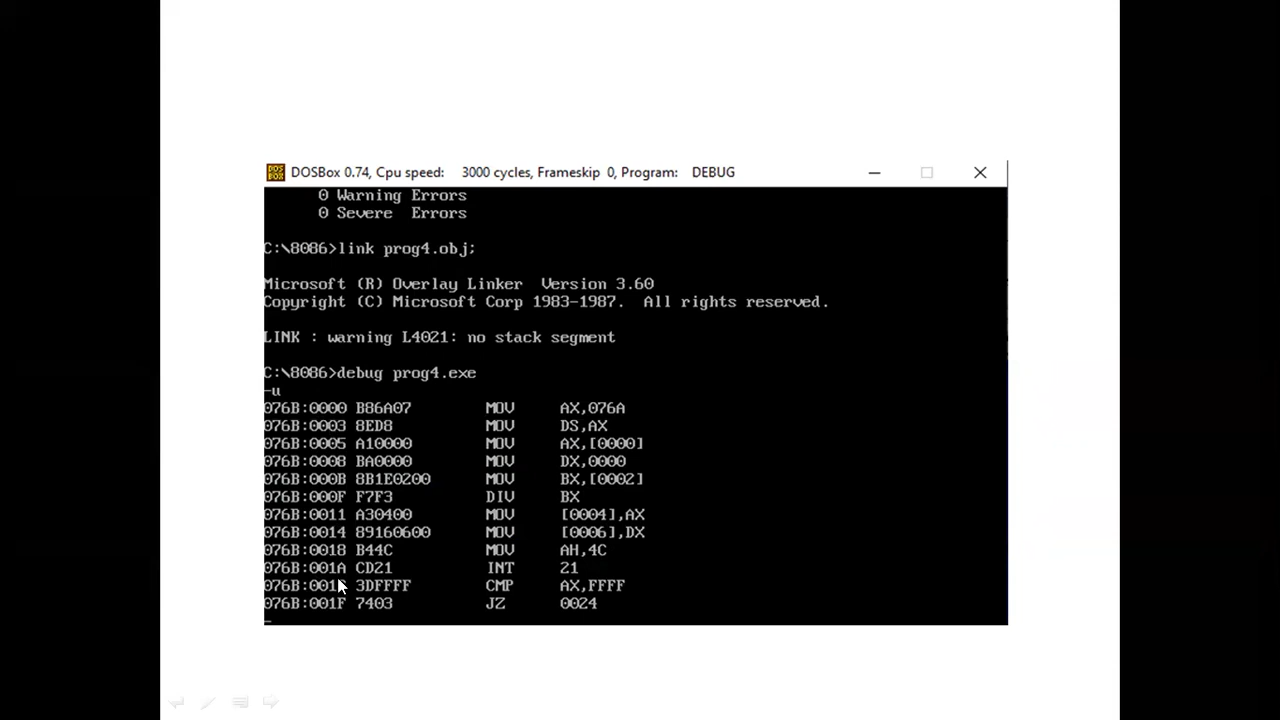 DOSBox 0.74, Cpu speed: 3000 cycles, Frameskip 0, Program: DEBUG
0 Warning Errors
0 Severe Errors
C:\8086>link prog4.obj;
Microsoft (R) Overlay Linker Version 3.60
Copyright (C) Microsoft Corp 1983-1987. All rights reserved.
LINK : warning L4021: no stack segment
C:\8086>debug prog4.exe
-u
076B:0000 B86A07 MOV AX,076A
076B:0003 8ED8 MOV DS,AX
076B:0005 A10000 MOV AX,[0000]
076B:0008 BA0000 MOV DX,0000
076B:000B 8B1E0200 MOV BX,[0002]
076B:000F F7F3 DIV BX
076B:0011 A30400 MOV [0004],AX
076B:0014 89160600 MOV [0006],DX
076B:0018 B44C MOV AH,4C
076B:001A CD21 INT 21
3DFFFF CMP AX,FFFF
076B:001F 7403 JZ 0024